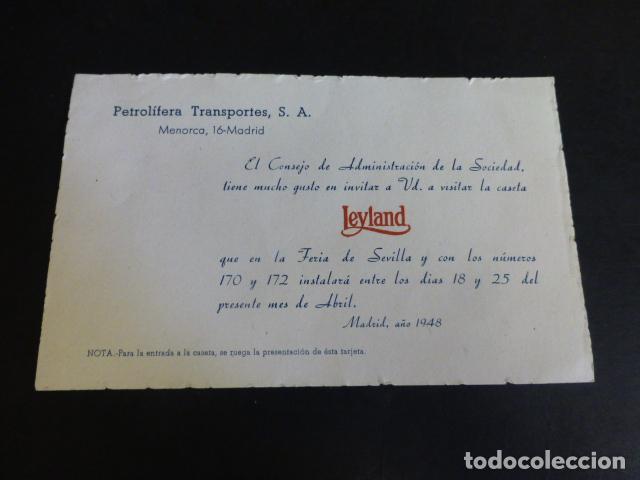 Petrolífera Transportes, S. A.
Menorca, 16-Madrid
El Consejo de Administración de la Sociedad,
tiene mucho gusto en invitar a Vd. a visitar la caseta
Leyland
que en la Feria de Sevilla y con los números
170 y 172 instalará entre los dias 18 y 25 del
presente mes de Abril.
Madrid, año 1948
NOTA.-Para la entrada a la caseta, se ruega la presentación de ésta tarjeta.
todocoleccion.net